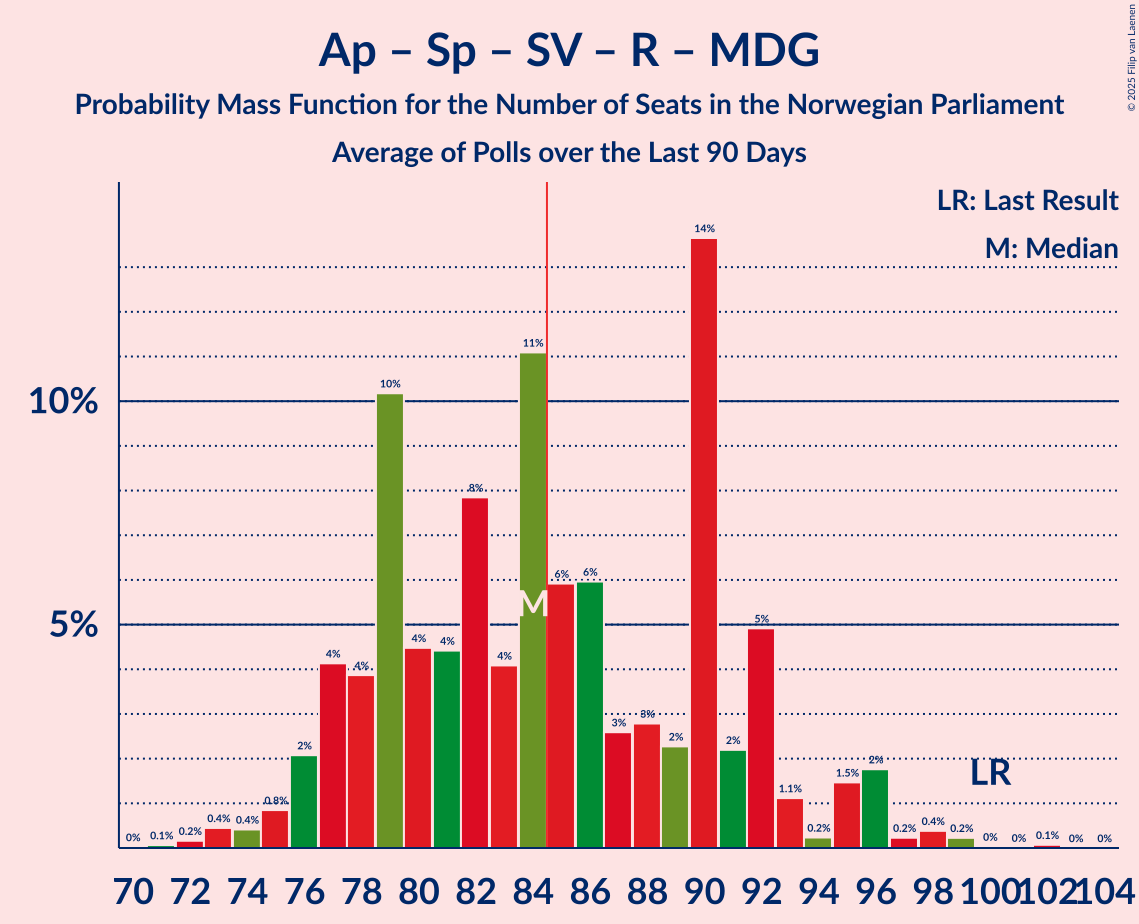 Ap – Sp – SV – R – MDG
Probability Mass Function for the Number of Seats in the Norwegian Parliament
Average of Polls over the Last 90 Days
© 2025 Filip van Laenen
LR: Last Result
M: Median
10%
5%
0% 0.1% 0.2% 0.4% 0.4% 0.8% 2% 4% 4% 10% 4% 4% 8% 4% 11% 6% 6% 3% 3% 2% 14% 2% 5% 1.1% 0.2% 1.5% 2% 0.2% 0.4% 0.2% 0% 0% 0.1% 0% 0%
M
LR
70 72 74 76 78 80 82 84 86 88 90 92 94 96 98 100 102 104